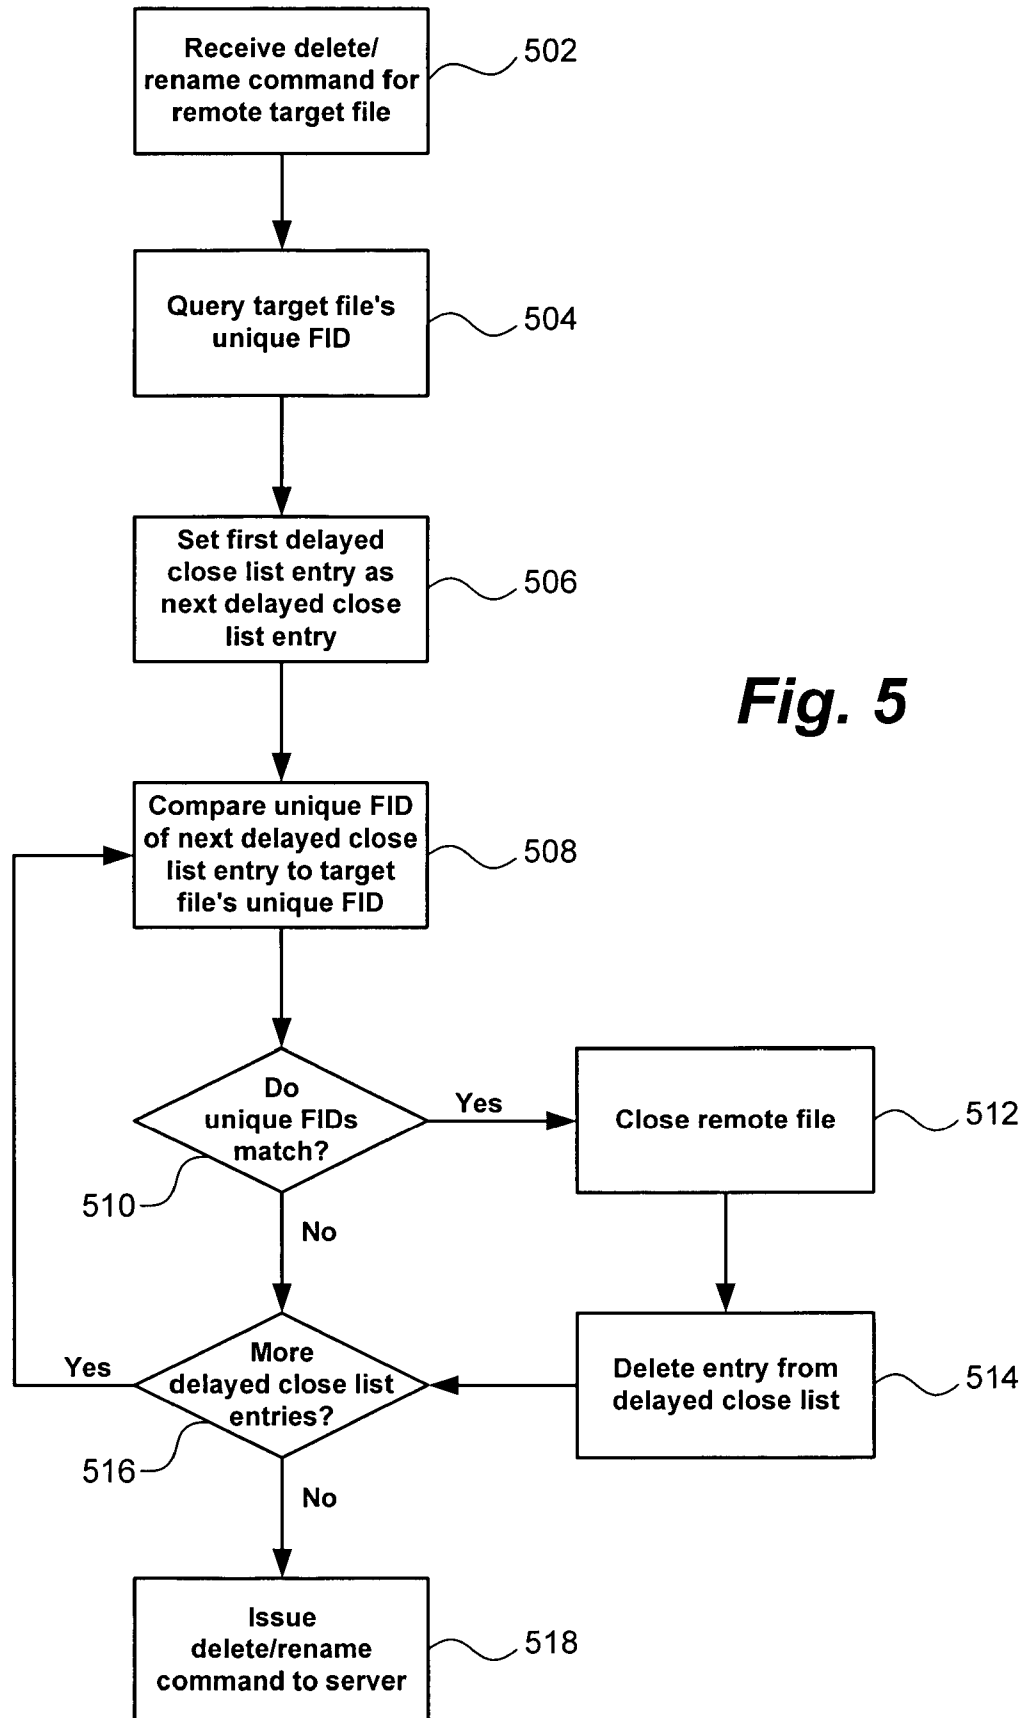 Receive delete/
rename command for
remote target file
502
Query target file's
unique FID
504
Set first delayed
close list entry as
next delayed close
list entry
506
Fig. 5
Compare unique FID
of next delayed close
list entry to target
file's unique FID
508
Do
unique FIDs
match?
510
Yes
No
Close remote file
512
Delete entry from
delayed close list
514
More
delayed close list
entries?
516
Yes
No
Issue
delete/rename
command to server
518